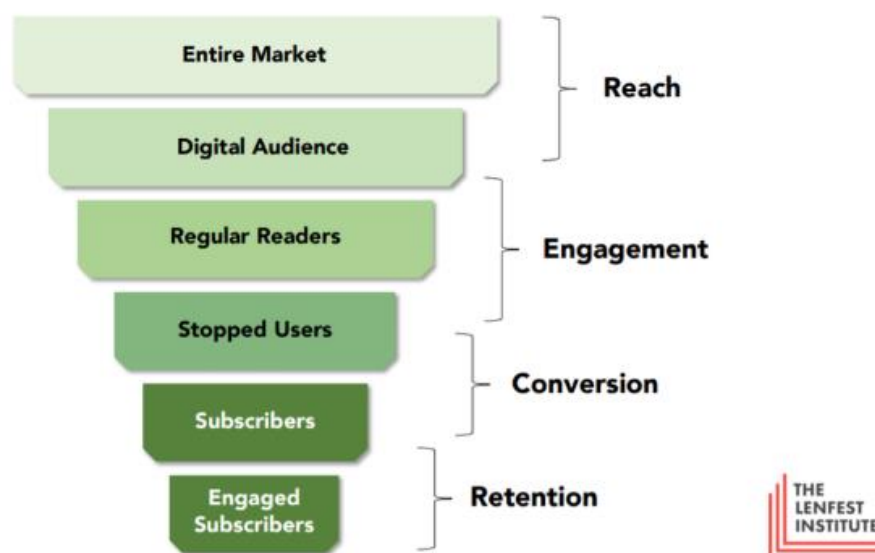 Entire Market
Reach
Digital Audience
Regular Readers
Engagement
Stopped Users
Conversion
Subscribers
Engaged
Subscribers
Retention
THE
LENFEST
INSTITUTE